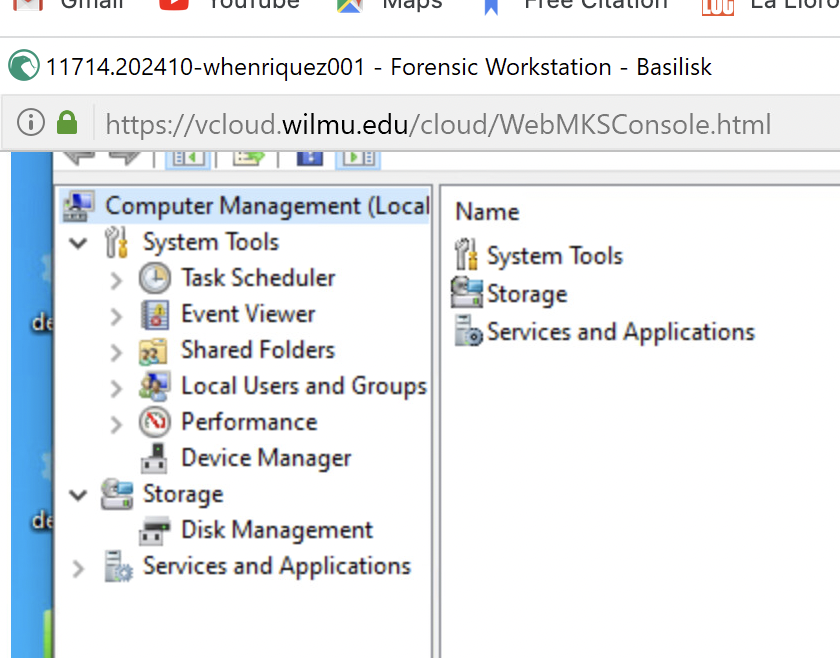 Gmail YouTube Maps Free Citation La Lloro
11714.202410-whenriquez001 - Forensic Workstation - Basilisk
https://vcloud.wilmu.edu/cloud/WebMKSConsole.html
Computer Management (Local
Name
System Tools
System Tools
Task Scheduler
Storage
Event Viewer
Services and Applications
Shared Folders
Local Users and Groups
Performance
Device Manager
Storage
de
Disk Management
Services and Applications